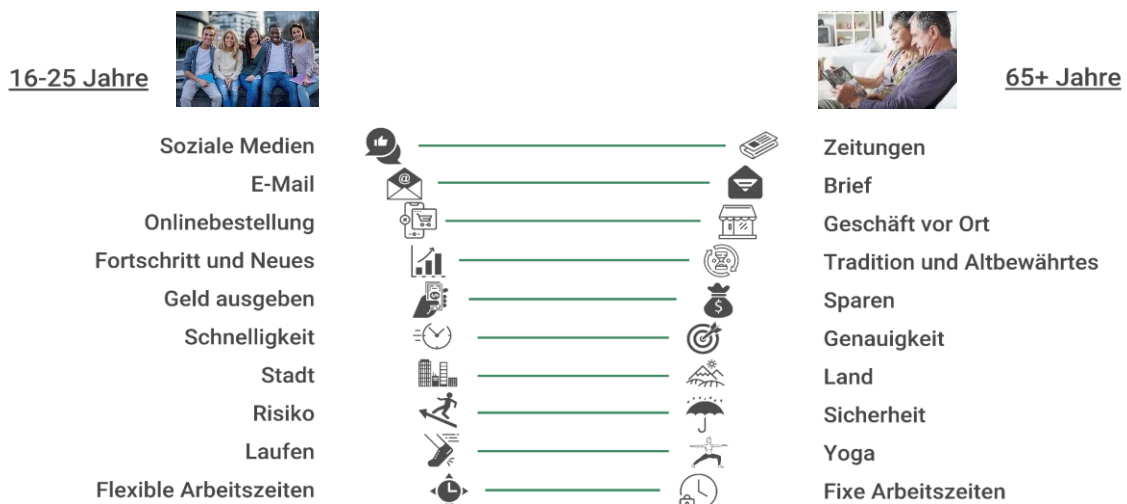 16-25 Jahre
65+ Jahre
Soziale Medien
Zeitungen
E-Mail
Brief
Onlinebestellung
Geschäft vor Ort
Fortschritt und Neues
Tradition und Altbewährtes
Geld ausgeben
Sparen
Schnelligkeit
Genauigkeit
Stadt
Land
Risiko
Sicherheit
Laufen
Yoga
Flexible Arbeitszeiten
Fixe Arbeitszeiten